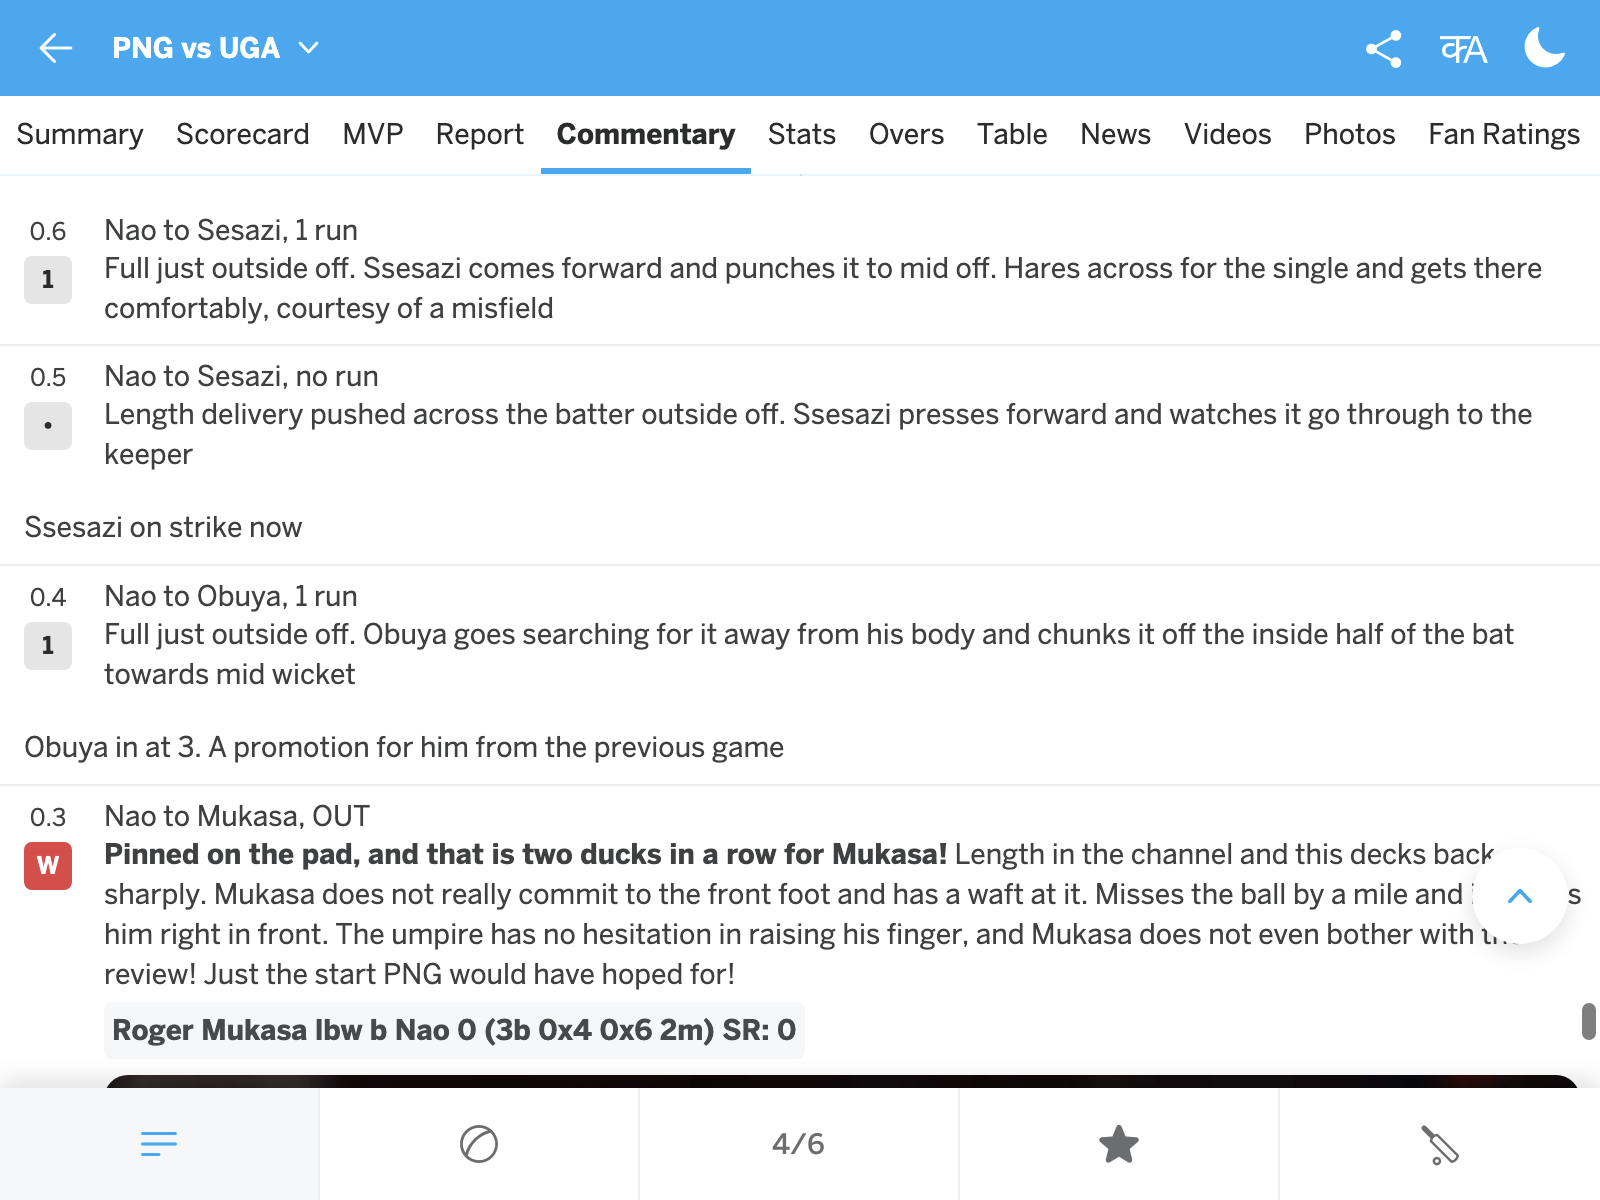 PNG vs UGA
काA
Summary Scorecard MVP Report Commentary Stats Overs Table News Videos Photos Fan Ratings
0.6 Nao to Sesazi, 1 run
1 Full just outside off. Ssesazi comes forward and punches it to mid off. Hares across for the single and gets there
comfortably, courtesy of a misfield
0.5 Nao to Sesazi, no run
• Length delivery pushed across the batter outside off. Ssesazi presses forward and watches it go through to the
keeper
Ssesazi on strike now
0.4 Nao to Obuya, 1 run
1 Full just outside off. Obuya goes searching for it away from his body and chunks it off the inside half of the bat
towards mid wicket
Obuya in at 3. A promotion for him from the previous game
0.3 Nao to Mukasa, OUT
W Pinned on the pad, and that is two ducks in a row for Mukasa! Length in the channel and this decks back
sharply. Mukasa does not really commit to the front foot and has a waft at it. Misses the ball by a mile and
him right in front. The umpire has no hesitation in raising his finger, and Mukasa does not even bother with
review! Just the start PNG would have hoped for!
Roger Mukasa lbw b Nao 0 (3b 0x4 0x6 2m) SR: 0
4/6